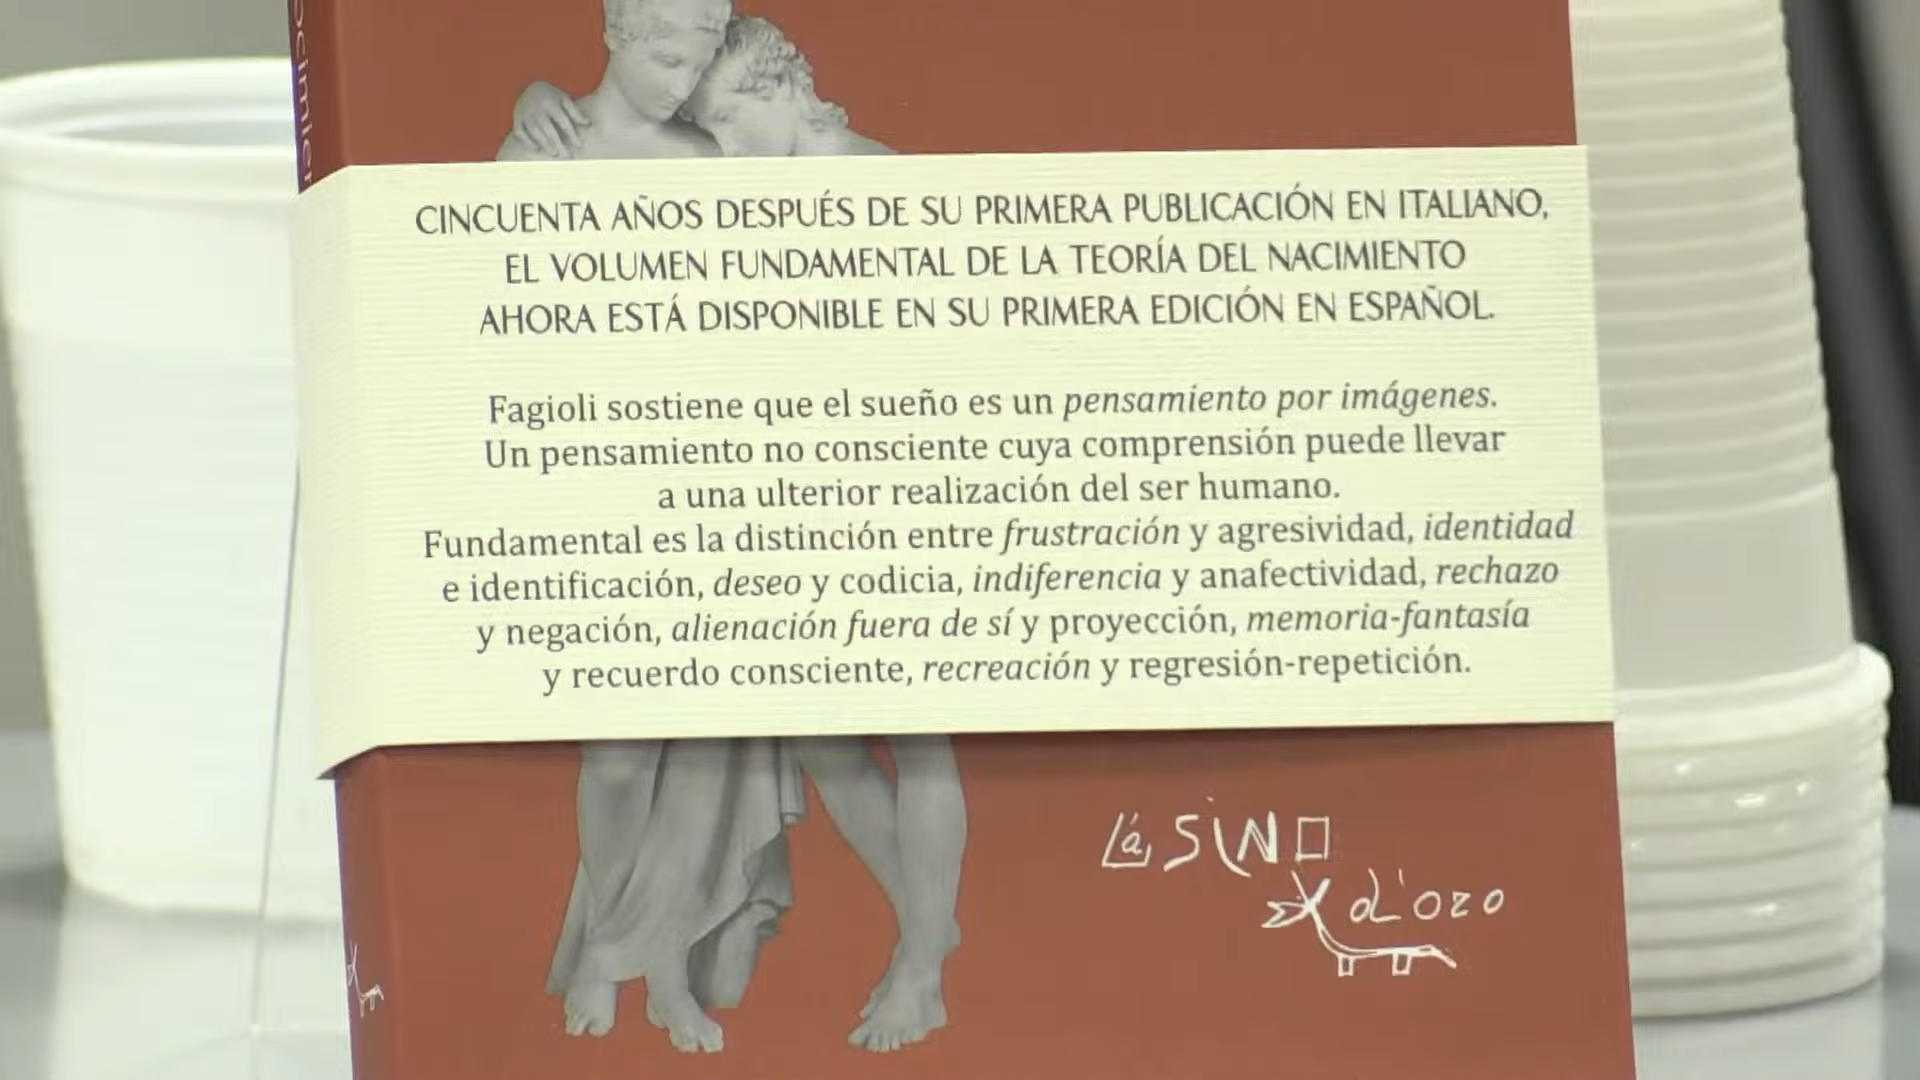 CINCUENTA AÑOS DESPUÉS DE SU PRIMERA PUBLICACIÓN EN ITALIANO,
EL VOLUMEN FUNDAMENTAL DE LA TEORÍA DEL NACIMIENTO
AHORA ESTÁ DISPONIBLE EN SU PRIMERA EDICIÓN EN ESPAÑOL.
Fagioli sostiene que el sueño es un pensamiento por imágenes.
Un pensamiento no consciente cuya comprensión puede llevar
a una ulterior realización del ser humano.
Fundamental es la distinción entre frustración y agresividad, identidad
e identificación, deseo y codicia, indiferencia y anafectividad, rechazo
y negación, alienación fuera de sí y proyección, memoria-fantasía
y recuerdo consciente, recreación y regresión-repetición.
L'aSINO
d'oro